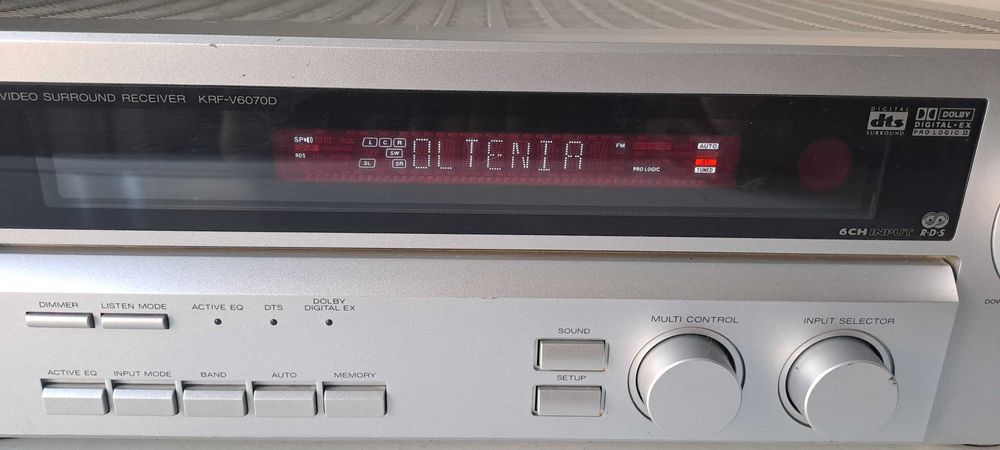 VIDEO SURROUND RECEIVER KRF-V6070D
DIGITAL
dts
SURROUND
DOLBY
DIGITAL·EX
PRO LOGIC II
SP
L C R
SW
SL SR
RDS
OLTENIA
FM
AUTO
ST.
TUNED
PRO LOGIC
6CH INPUT R·D·S
DIMMER
LISTEN MODE
ACTIVE EQ
DTS
DOLBY
DIGITAL EX
SOUND
MULTI CONTROL
INPUT SELECTOR
DOW
ACTIVE EQ
INPUT MODE
BAND
AUTO
MEMORY
SETUP